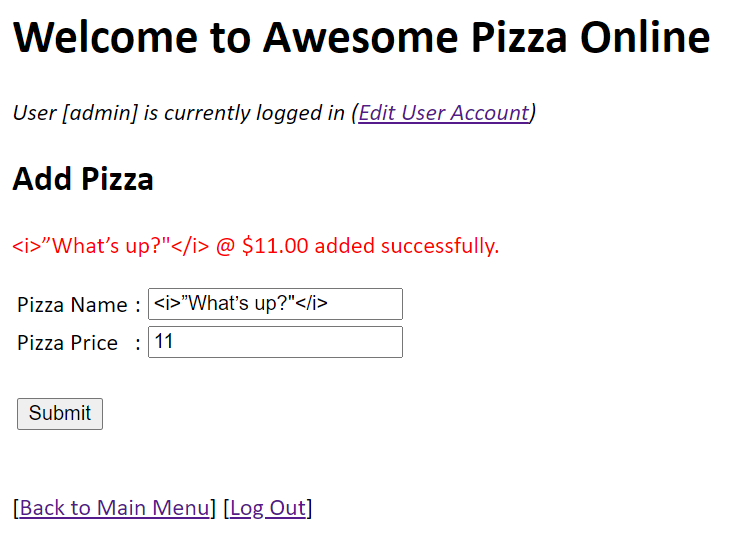 Welcome to Awesome Pizza Online
User [admin] is currently logged in (Edit User Account)
Add Pizza
<i>”What’s up?"</i> @ $11.00 added successfully.
Pizza Name : <i>”What’s up?"</i>
Pizza Price : 11
Submit
[Back to Main Menu] [Log Out]